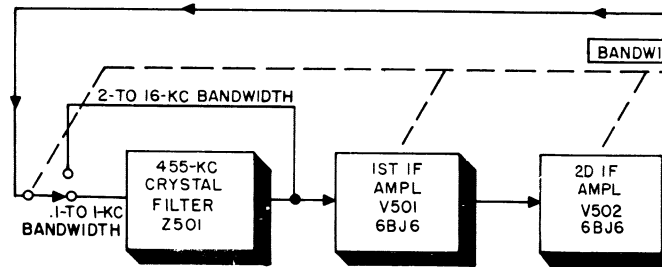 BANDWI
2-TO 16-KC BANDWIDTH
.1-TO 1-KC
BANDWIDTH
455-KC
CRYSTAL
FILTER
Z501
1ST IF
AMPL
V501
6BJ6
2D IF
AMPL
V502
6BJ6